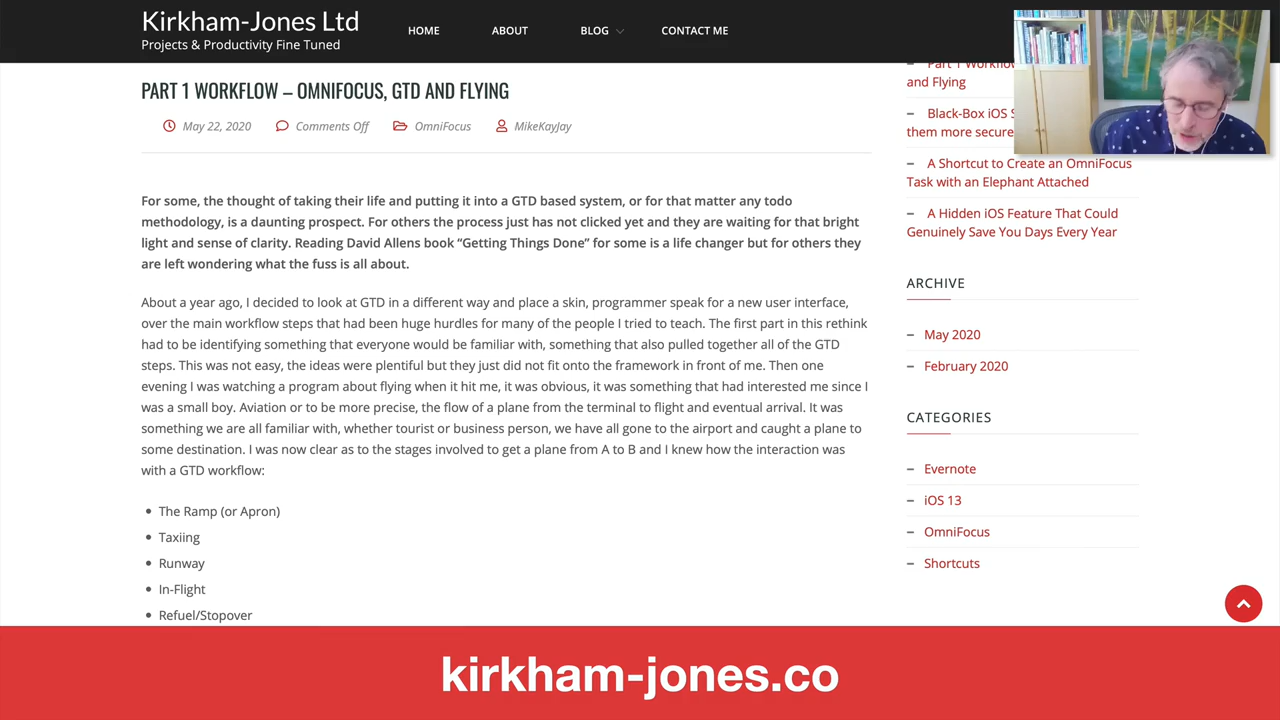 Kirkham-Jones Ltd
Projects & Productivity Fine Tuned
HOME
ABOUT
BLOG
CONTACT ME
PART 1 WORKFLOW – OMNIFOCUS, GTD AND FLYING
May 22, 2020
Comments Off
OmniFocus
MikeKayJay
For some, the thought of taking their life and putting it into a GTD based system, or for that matter any todo
methodology, is a daunting prospect. For others the process just has not clicked yet and they are waiting for that bright
light and sense of clarity. Reading David Allens book “Getting Things Done” for some is a life changer but for others they
are left wondering what the fuss is all about.
About a year ago, I decided to look at GTD in a different way and place a skin, programmer speak for a new user interface,
over the main workflow steps that had been huge hurdles for many of the people I tried to teach. The first part in this rethink
had to be identifying something that everyone would be familiar with, something that also pulled together all of the GTD
steps. This was not easy, the ideas were plentiful but they just did not fit onto the framework in front of me. Then one
evening I was watching a program about flying when it hit me, it was obvious, it was something that had interested me since I
was a small boy. Aviation or to be more precise, the flow of a plane from the terminal to flight and eventual arrival. It was
something we are all familiar with, whether tourist or business person, we have all gone to the airport and caught a plane to
some destination. I was now clear as to the stages involved to get a plane from A to B and I knew how the interaction was
with a GTD workflow:
• The Ramp (or Apron)
• Taxiing
• Runway
• In-Flight
• Refuel/Stopover
– Part 1 Workflow
and Flying
– Black-Box iOS S
them more secure
– A Shortcut to Create an OmniFocus
Task with an Elephant Attached
– A Hidden iOS Feature That Could
Genuinely Save You Days Every Year
ARCHIVE
– May 2020
– February 2020
CATEGORIES
– Evernote
– iOS 13
– OmniFocus
– Shortcuts
kirkham-jones.co